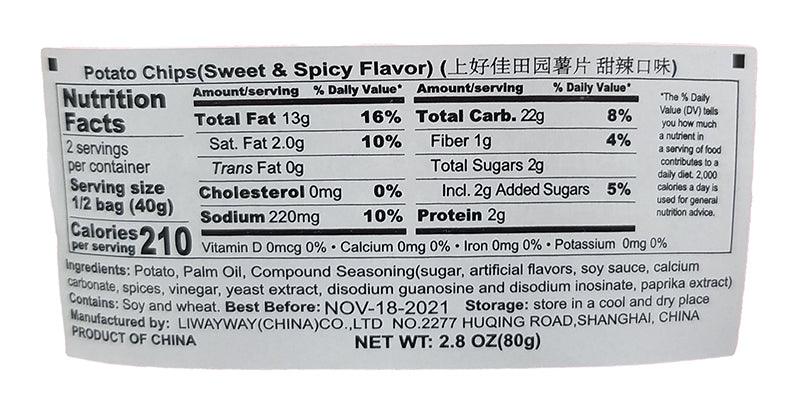 Potato Chips(Sweet & Spicy Flavor) (上好佳田园薯片 甜辣口味)
Nutrition
Facts
2 servings
per container
Serving size
1/2 bag (40g)
Calories
per serving 210
Amount/serving % Daily Value*
Total Fat 13g 16%
Sat. Fat 2.0g 10%
Trans Fat 0g
Cholesterol 0mg 0%
Sodium 220mg 10%
Amount/serving % Daily Value*
Total Carb. 22g 8%
Fiber 1g 4%
Total Sugars 2g
Incl. 2g Added Sugars 5%
Protein 2g
Vitamin D 0mcg 0% • Calcium 0mg 0% • Iron 0mg 0% • Potassium 0mg 0%
*The % Daily
Value (DV) tells
you how much
a nutrient in
a serving of food
contributes to a
daily diet. 2,000
calories a day is
used for general
nutrition advice.
Ingredients: Potato, Palm Oil, Compound Seasoning(sugar, artificial flavors, soy sauce, calcium
carbonate, spices, vinegar, yeast extract, disodium guanosine and disodium inosinate, paprika extract)
Contains: Soy and wheat. Best Before: NOV-18-2021 Storage: store in a cool and dry place
Manufactured by: LIWAYWAY(CHINA)CO.,LTD NO.2277 HUQING ROAD,SHANGHAI, CHINA
PRODUCT OF CHINA NET WT: 2.8 OZ(80g)